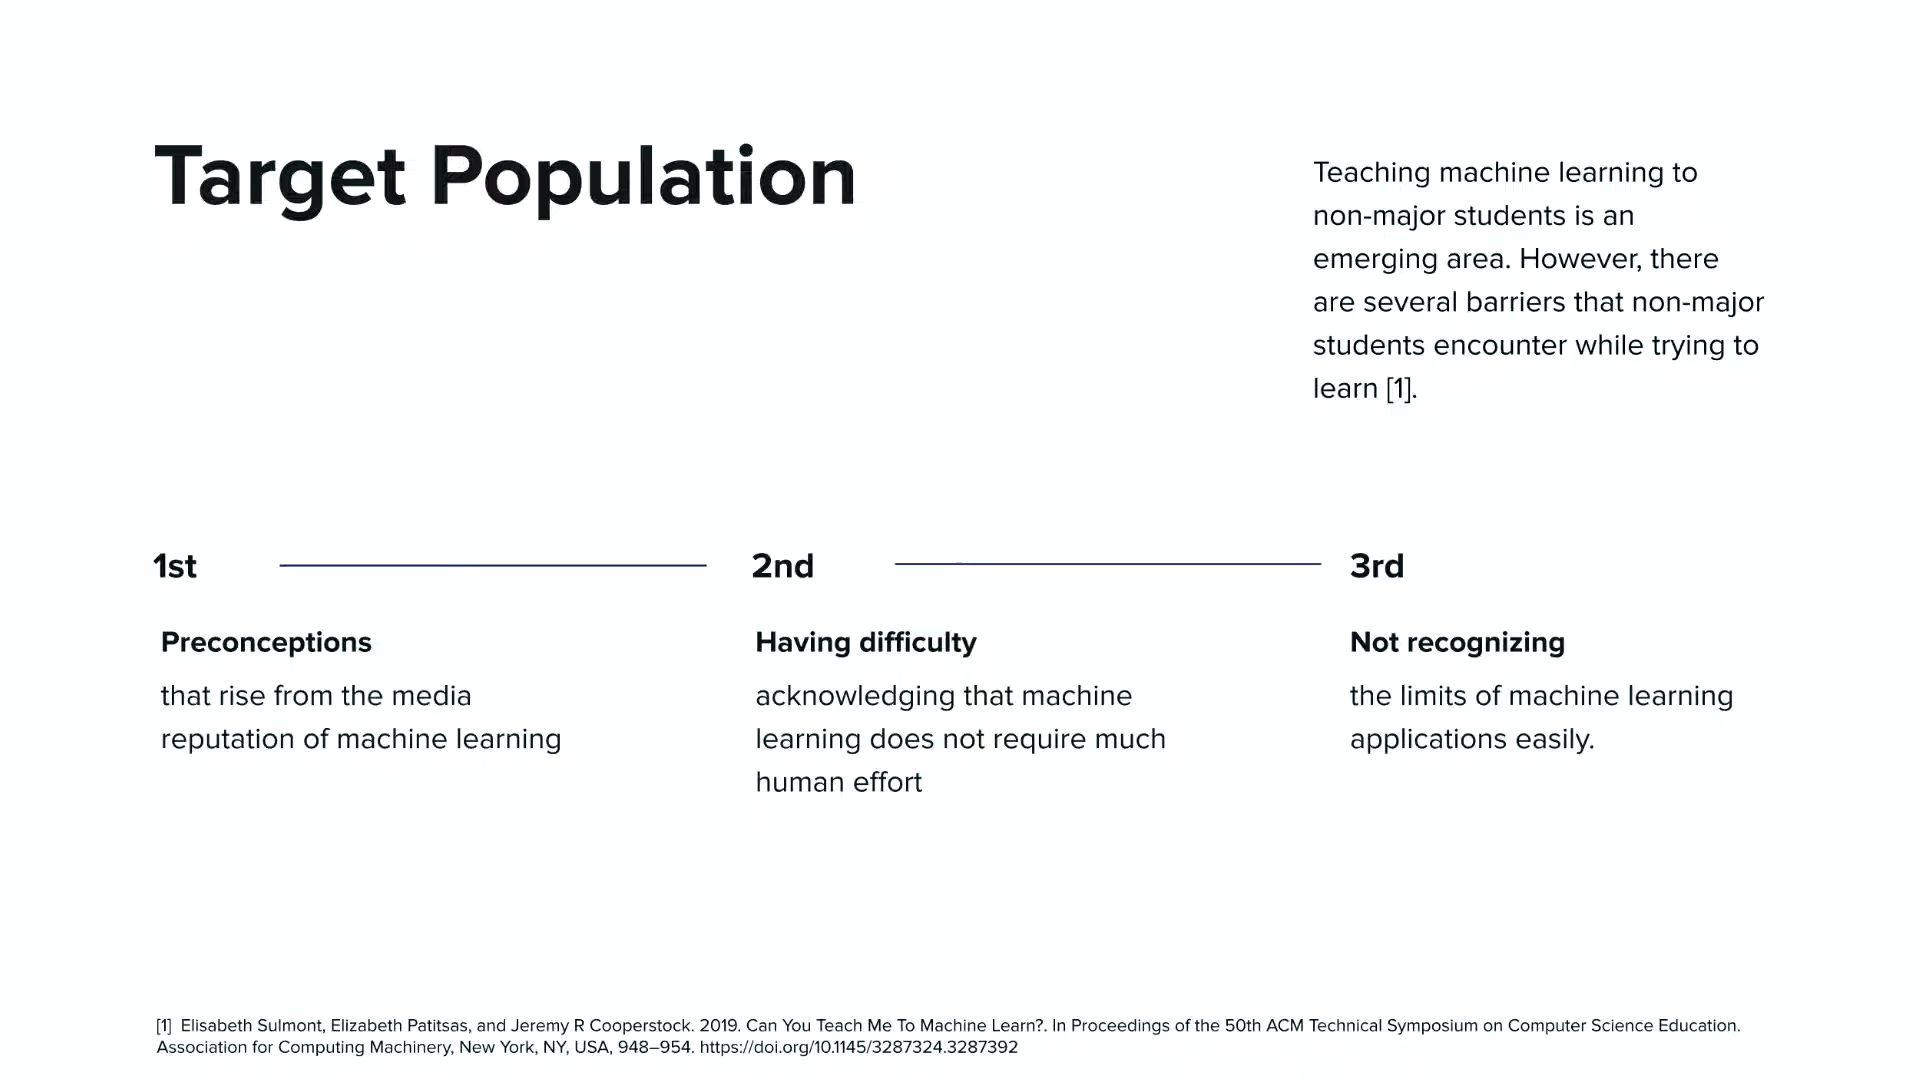 Target Population
Teaching machine learning to
non-major students is an
emerging area. However, there
are several barriers that non-major
students encounter while trying to
learn [1].
1st
Preconceptions
that rise from the media
reputation of machine learning
2nd
Having difficulty
acknowledging that machine
learning does not require much
human effort
3rd
Not recognizing
the limits of machine learning
applications easily.
[1] Elisabeth Sulmont, Elizabeth Patitsas, and Jeremy R Cooperstock. 2019. Can You Teach Me To Machine Learn?. In Proceedings of the 50th ACM Technical Symposium on Computer Science Education.
Association for Computing Machinery, New York, NY, USA, 948–954. https://doi.org/10.1145/3287324.3287392